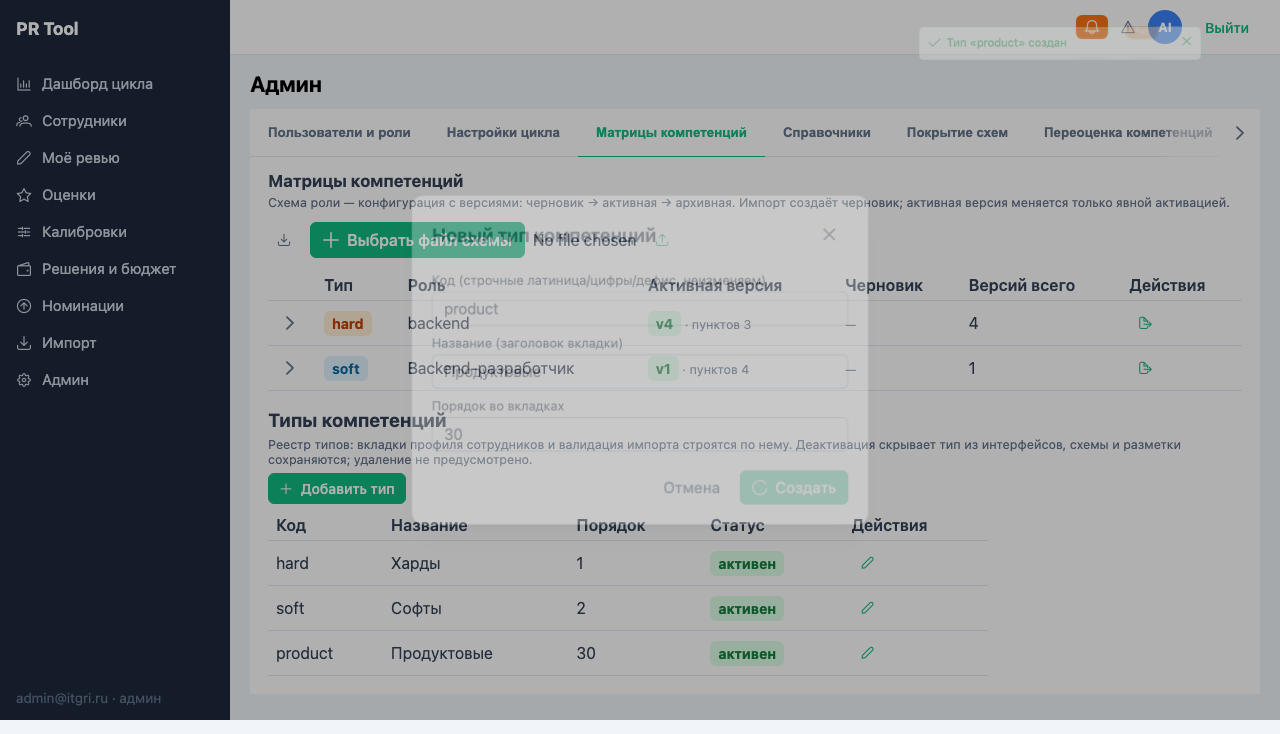 PR Tool
AI
Выйти
Тип «product» создан
Дашборд цикла
Сотрудники
Моё ревью
Оценки
Калибровки
Решения и бюджет
Номинации
Импорт
Админ
admin@itgri.ru · админ
Админ
Пользователи и роли Настройки цикла Матрицы компетенций Справочники Покрытие схем Переоценка компетенций
Матрицы компетенций
Схема роли — конфигурация с версиями: черновик → активная → архивная. Импорт создаёт черновик; активная версия меняется только явной активацией.
Выбрать файл схемы No file chosen
Тип Роль Активная версия Черновик Версий всего Действия
hard backend v4 · пунктов 3 — 4
soft Backend-разработчик v1 · пунктов 4 — 1
Типы компетенций
Реестр типов: вкладки профиля сотрудников и валидация импорта строятся по нему. Деактивация скрывает тип из интерфейсов, схемы и разметки
сохраняются; удаление не предусмотрено.
Добавить тип
Код Название Порядок Статус Действия
hard Харды 1 активен
soft Софты 2 активен
product Продуктовые 30 активен
Новый тип компетенций
Код (строчные латиница/цифры/дефис, неизменяем)
product
Название (заголовок вкладки)
Продуктовые
Порядок во вкладках
30
Отмена Создать